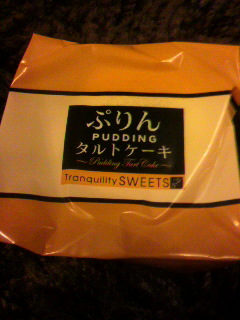 ぷりん
PUDDING
タルトケーキ
~Pudding Tart Cake~
Tranquility SWEETS